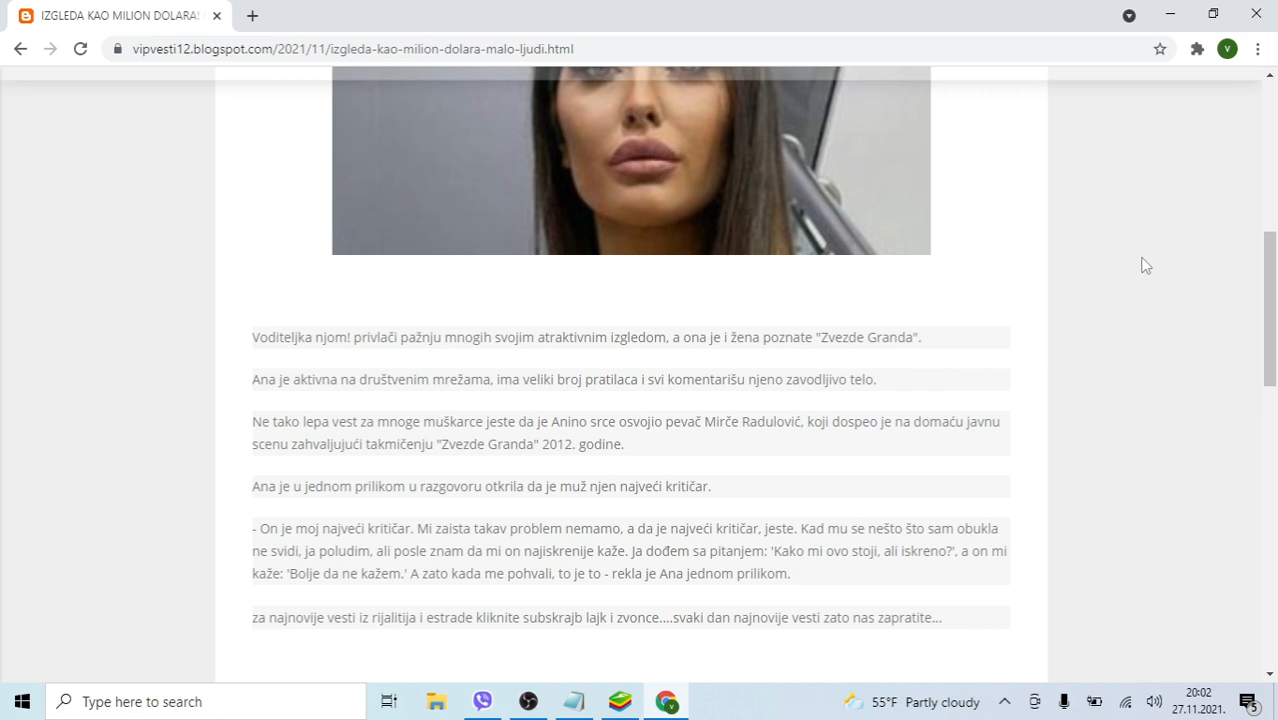 IZGLEDA KAO MILION DOLARA!
vipvesti12.blogspot.com/2021/11/izgleda-kao-milion-dolara-malo-ljudi.html
V
Voditeljka njom! privlači pažnju mnogih svojim atraktivnim izgledom, a ona je i žena poznate "Zvezde Granda".
Ana je aktivna na društvenim mrežama, ima veliki broj pratilaca i svi komentarišu njeno zavodljivo telo.
Ne tako lepa vest za mnoge muškarce jeste da je Anino srce osvojio pevač Mirče Radulović, koji dospeo je na domaću javnu
scenu zahvaljujući takmičenju "Zvezde Granda" 2012. godine.
Ana je u jednom prilikom u razgovoru otkrila da je muž njen najveći kritičar.
- On je moj najveći kritičar. Mi zaista takav problem nemamo, a da je najveći kritičar, jeste. Kad mu se nešto što sam obukla
ne svidi, ja poludim, ali posle znam da mi on najiskrenije kaže. Ja dođem sa pitanjem: 'Kako mi ovo stoji, ali iskreno?', a on mi
kaže: 'Bolje da ne kažem.' A zato kada me pohvali, to je to - rekla je Ana jednom prilikom.
za najnovije vesti iz rijalitija i estrade kliknite subskrajb lajk i zvonce....svaki dan najnovije vesti zato nas zapratite...
Type here to search
55°F Partly cloudy
20:02
27.11.2021.
5